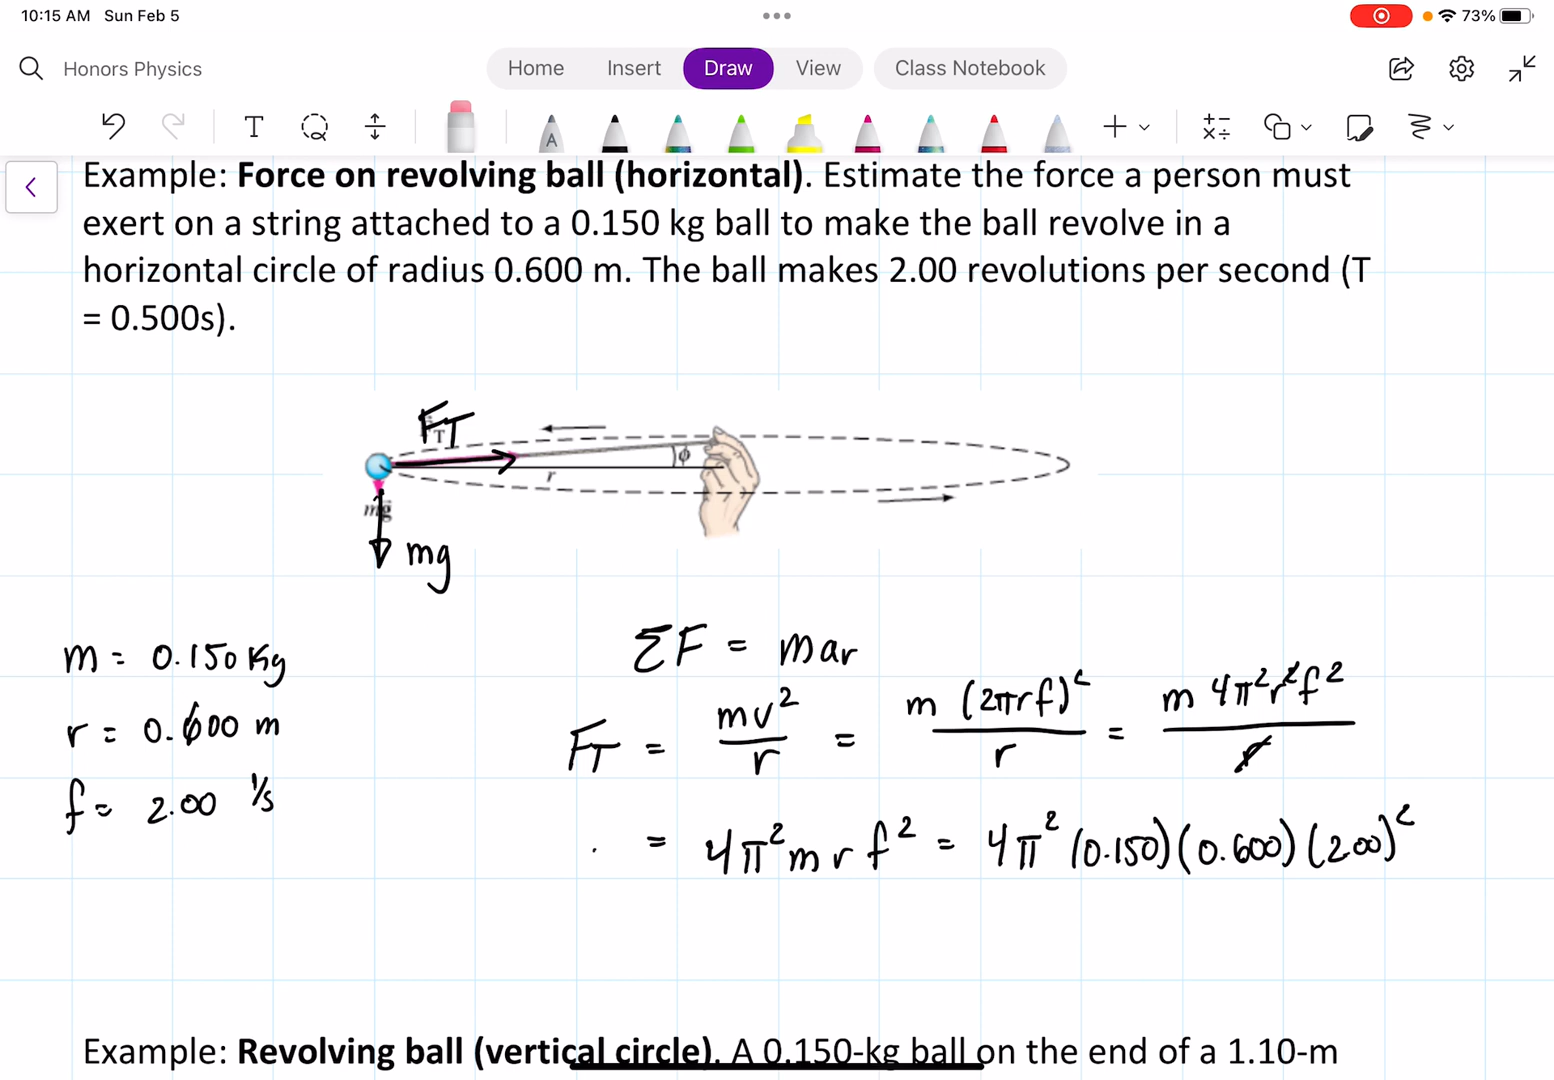 10:15 AM Sun Feb 5
73%
Honors Physics
Home Insert Draw View Class Notebook
T
A
Example: Force on revolving ball (horizontal). Estimate the force a person must
exert on a string attached to a 0.150 kg ball to make the ball revolve in a
horizontal circle of radius 0.600 m. The ball makes 2.00 revolutions per second (T
= 0.500s).
FT
ϕ
r
mg
mg
m = 0.150 Kg
r = 0.600 m
f = 2.00 1/s
ΣF = mar
FT = mv²/r = m (2πrf)²/r = m 4π²r²f²/r
= 4π²mrf² = 4π² (0.150)(0.600)(2.00)²
Example: Revolving ball (vertical circle). A 0.150-kg ball on the end of a 1.10-m